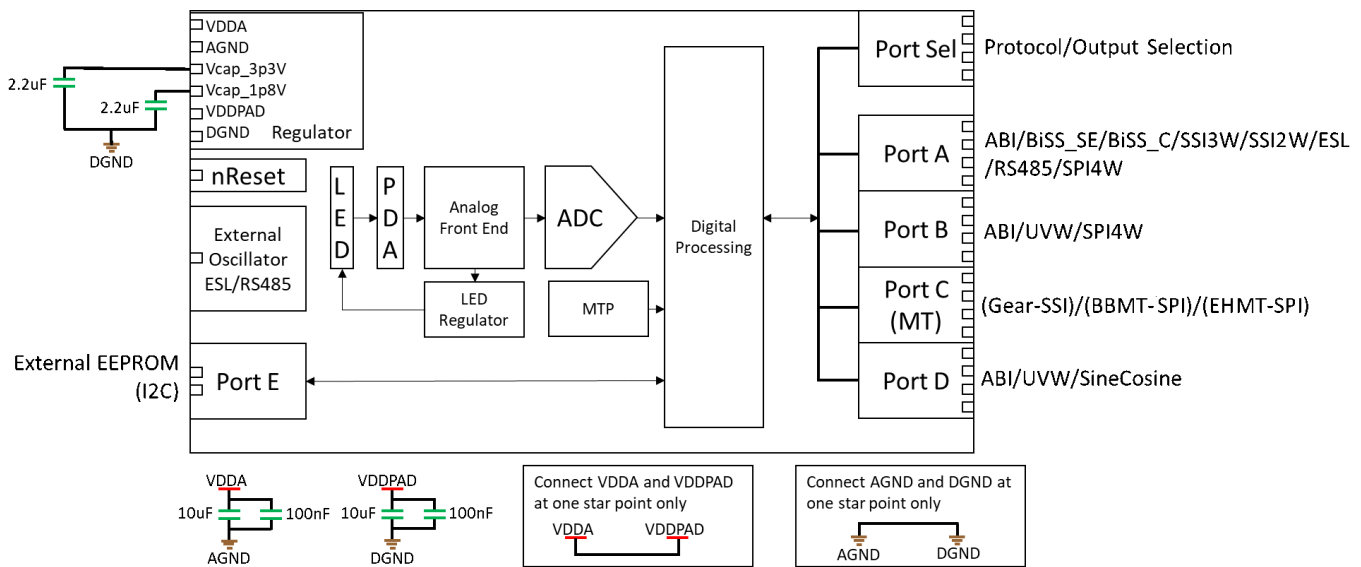 VDDA
AGND
Vcap_3p3V
Vcap_1p8V
VDDPAD
DGND
Regulator
2.2uF
2.2uF
DGND
nReset
External
Oscillator
ESL/RS485
External EEPROM
(I2C)
Port E
LED
PDA
Analog
Front End
ADC
LED
Regulator
MTP
Digital
Processing
Port Sel
Protocol/Output Selection
Port A
ABI/BiSS_SE/BiSS_C/SSI3W/SSI2W/ESL
/RS485/SPI4W
Port B
ABI/UVW/SPI4W
Port C
(MT)
(Gear-SSI)/(BBMT-SPI)/(EHMT-SPI)
Port D
ABI/UVW/SineCosine
VDDA
10uF
100nF
AGND
VDDPAD
10uF
100nF
DGND
Connect VDDA and VDDPAD
at one star point only
VDDA
VDDPAD
Connect AGND and DGND at
one star point only
AGND
DGND